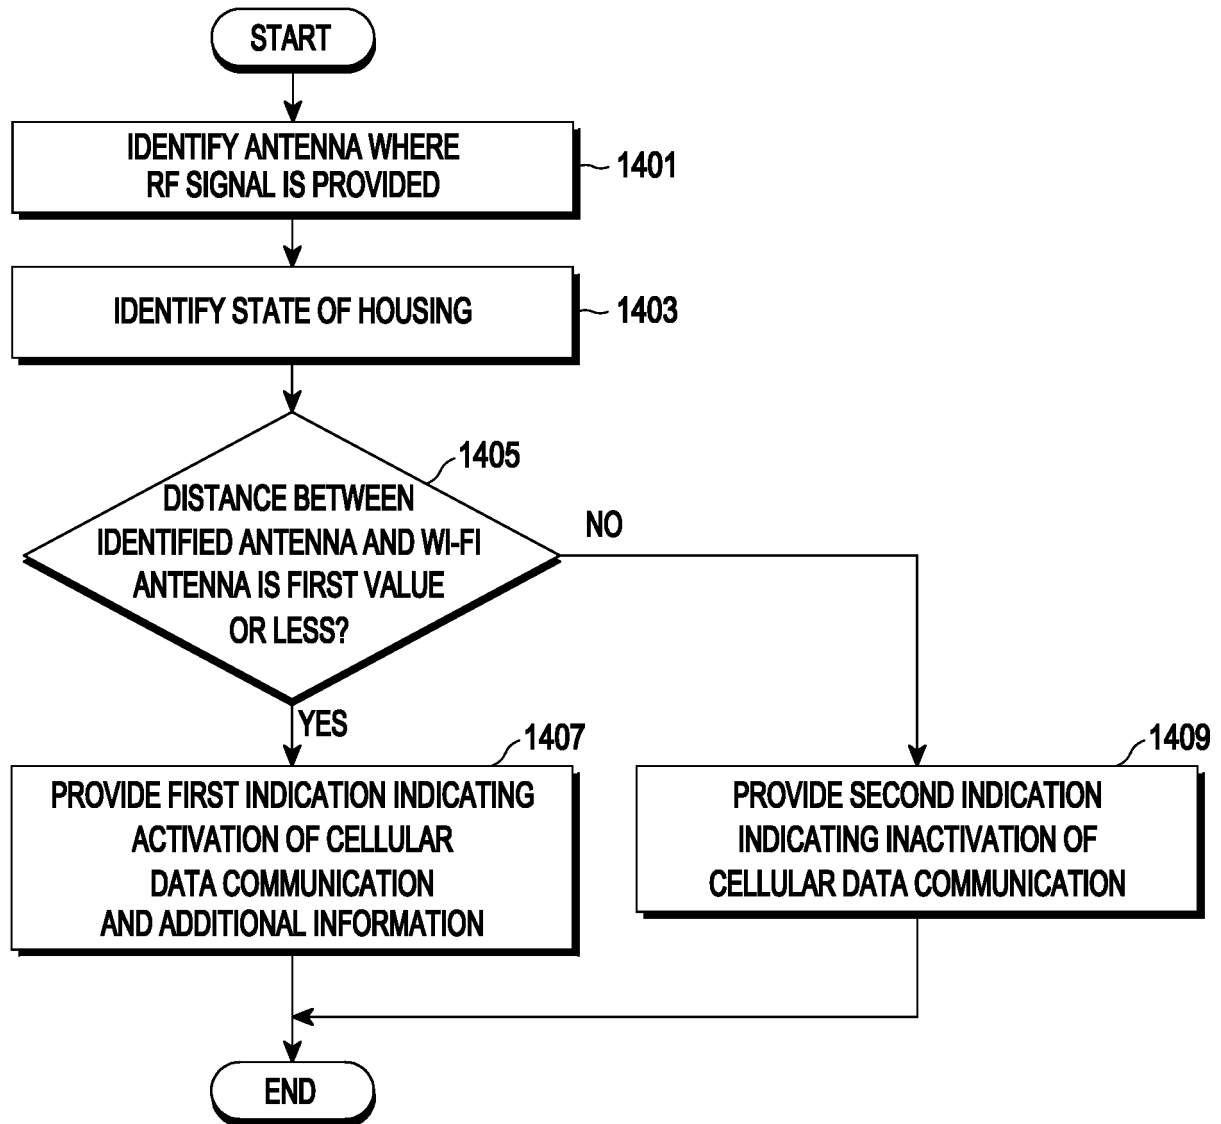 START
IDENTIFY ANTENNA WHERE
RF SIGNAL IS PROVIDED
1401
IDENTIFY STATE OF HOUSING
1403
1405
DISTANCE BETWEEN
IDENTIFIED ANTENNA AND WI-FI
ANTENNA IS FIRST VALUE
OR LESS?
NO
YES
1407
PROVIDE FIRST INDICATION INDICATING
ACTIVATION OF CELLULAR
DATA COMMUNICATION
AND ADDITIONAL INFORMATION
1409
PROVIDE SECOND INDICATION
INDICATING INACTIVATION OF
CELLULAR DATA COMMUNICATION
END